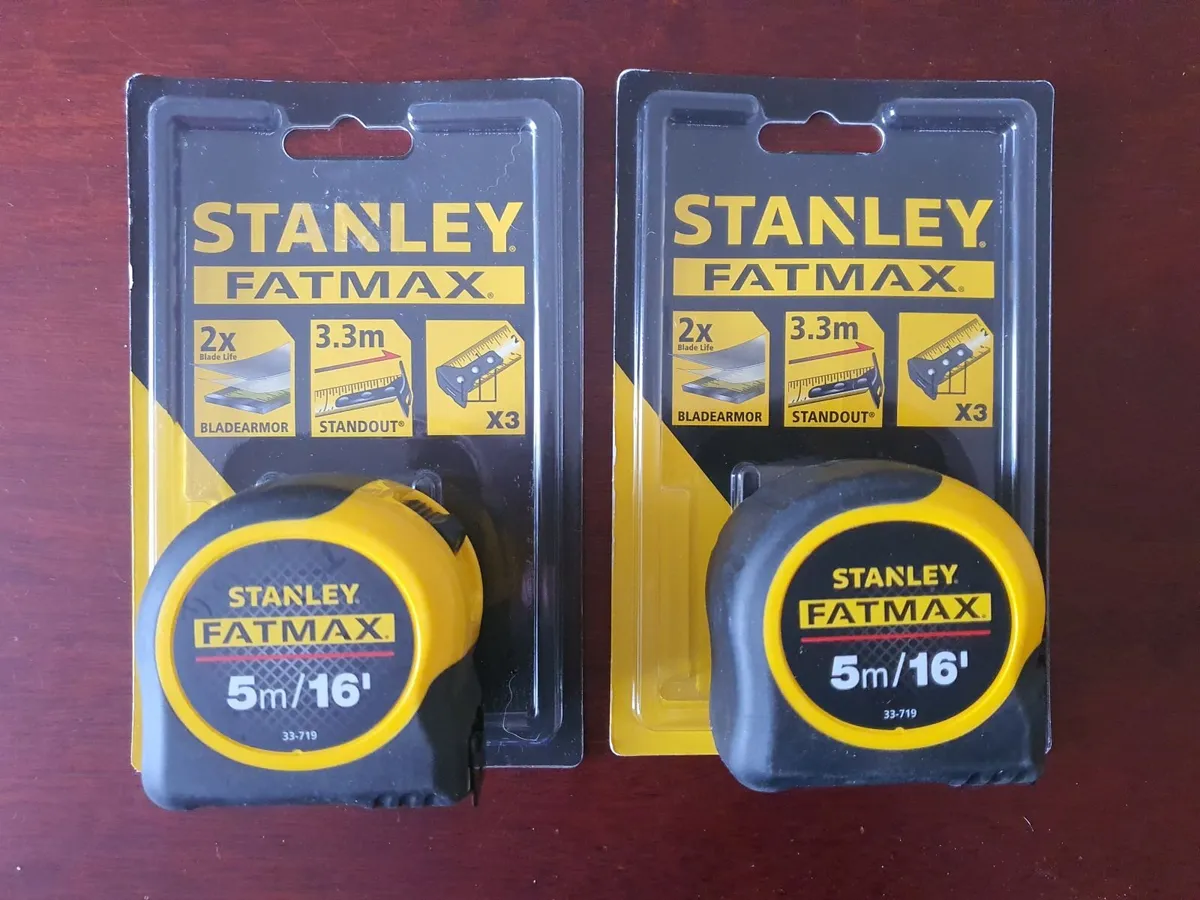 STANLEY®
FATMAX®
2x
Blade Life
BLADEARMOR
3.3m
STANDOUT®
X3
STANLEY
FATMAX
5m/16'
33-719
STANLEY®
FATMAX®
2x
Blade Life
BLADEARMOR
3.3m
STANDOUT®
X3
STANLEY
FATMAX
5m/16'
33-719